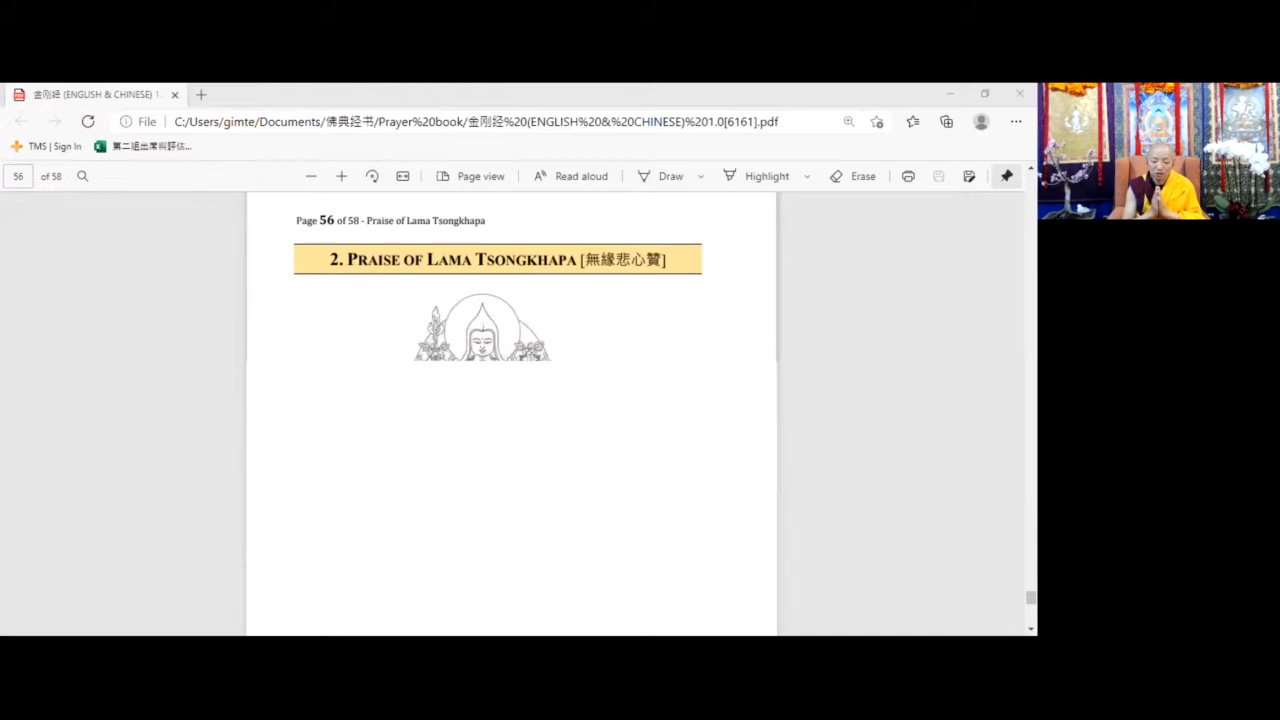 金刚经 (ENGLISH & CHINESE) 1.
File
C:/Users/gimte/Documents/佛典经书/Prayer%20book/金刚经%20(ENGLISH%20&%20CHINESE)%201.0[6161].pdf
TMS | Sign In
第二組出席與評估...
56 of 58
Page view
Read aloud
Draw
Highlight
Erase
Page 56 of 58 - Praise of Lama Tsongkhapa
2. PRAISE OF LAMA TSONGKHAPA [無緣悲心贊]